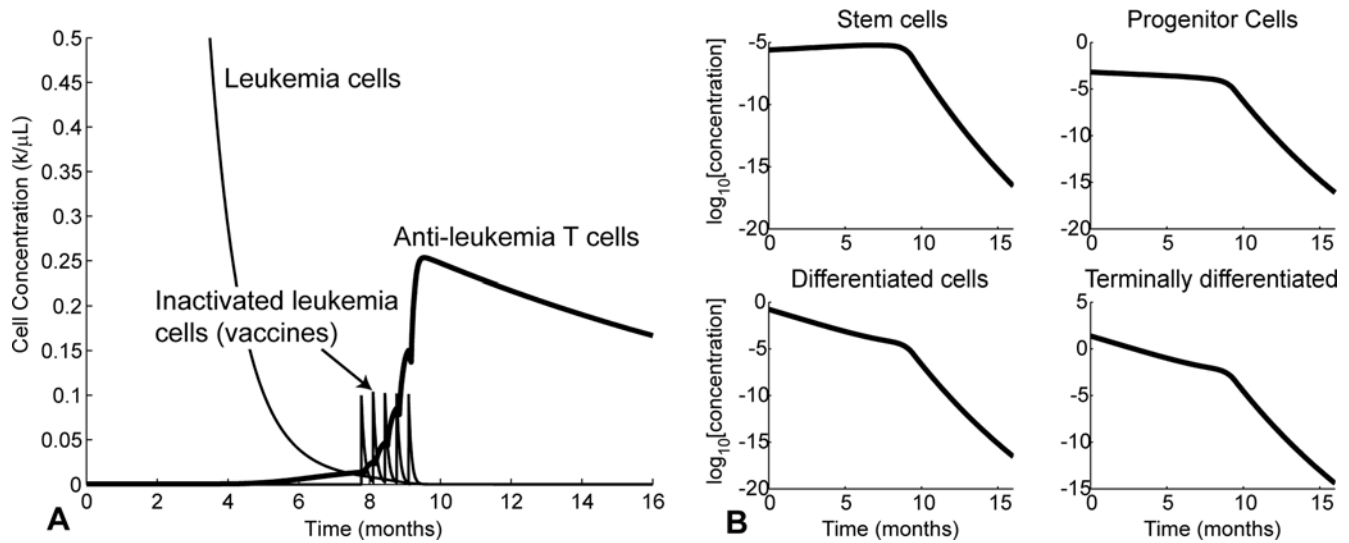 0.5
0.45
0.4
0.35
0.3
0.25
0.2
0.15
0.1
0.05
0
Cell Concentration (k/μL)
Leukemia cells
Anti-leukemia T cells
Inactivated leukemia
cells (vaccines)
0 2 4 6 8 10 12 14 16
Time (months)
A
Stem cells
-5
-10
-15
-20
log10[concentration]
0 5 10 15
Progenitor Cells
0
-5
-10
-15
-20
0 5 10 15
Differentiated cells
0
-5
-10
-15
-20
log10[concentration]
0 5 10 15
Time (months)
Terminally differentiated
5
0
-5
-10
-15
0 5 10 15
Time (months)
B